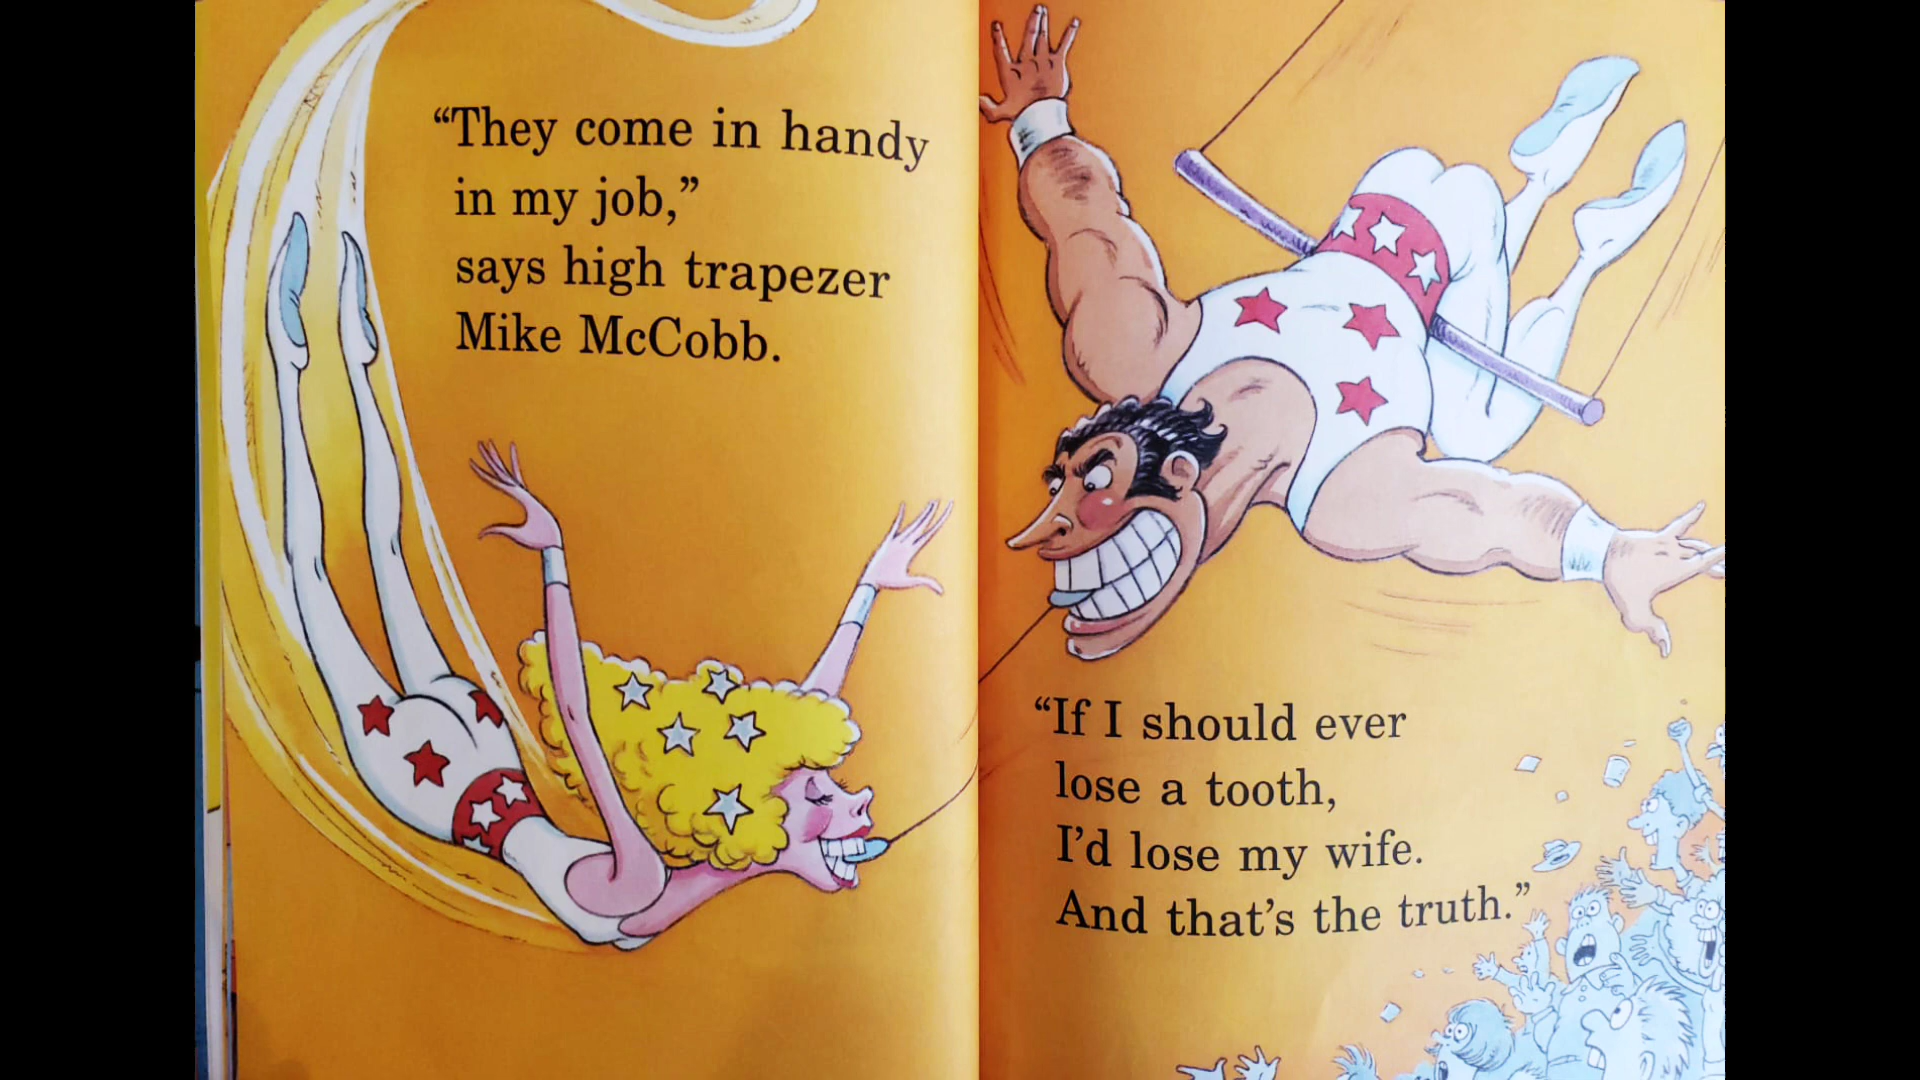 “They come in handy
in my job,”
says high trapezer
Mike McCobb.
“If I should ever
lose a tooth,
I’d lose my wife.
And that’s the truth.”